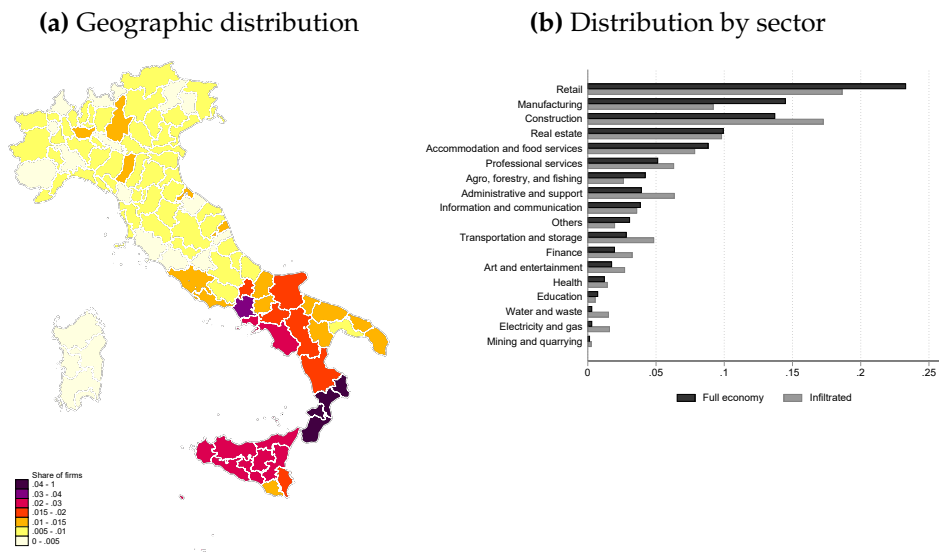 (a) Geographic distribution
(b) Distribution by sector
Share of firms
.04 - 1
.03 - .04
.02 - .03
.015 - .02
.01 - .015
.005 - .01
0 - .005
Retail
Manufacturing
Construction
Real estate
Accommodation and food services
Professional services
Agro, forestry, and fishing
Administrative and support
Information and communication
Others
Transportation and storage
Finance
Art and entertainment
Health
Education
Water and waste
Electricity and gas
Mining and quarrying
0 .05 .1 .15 .2 .25
Full economy Infiltrated